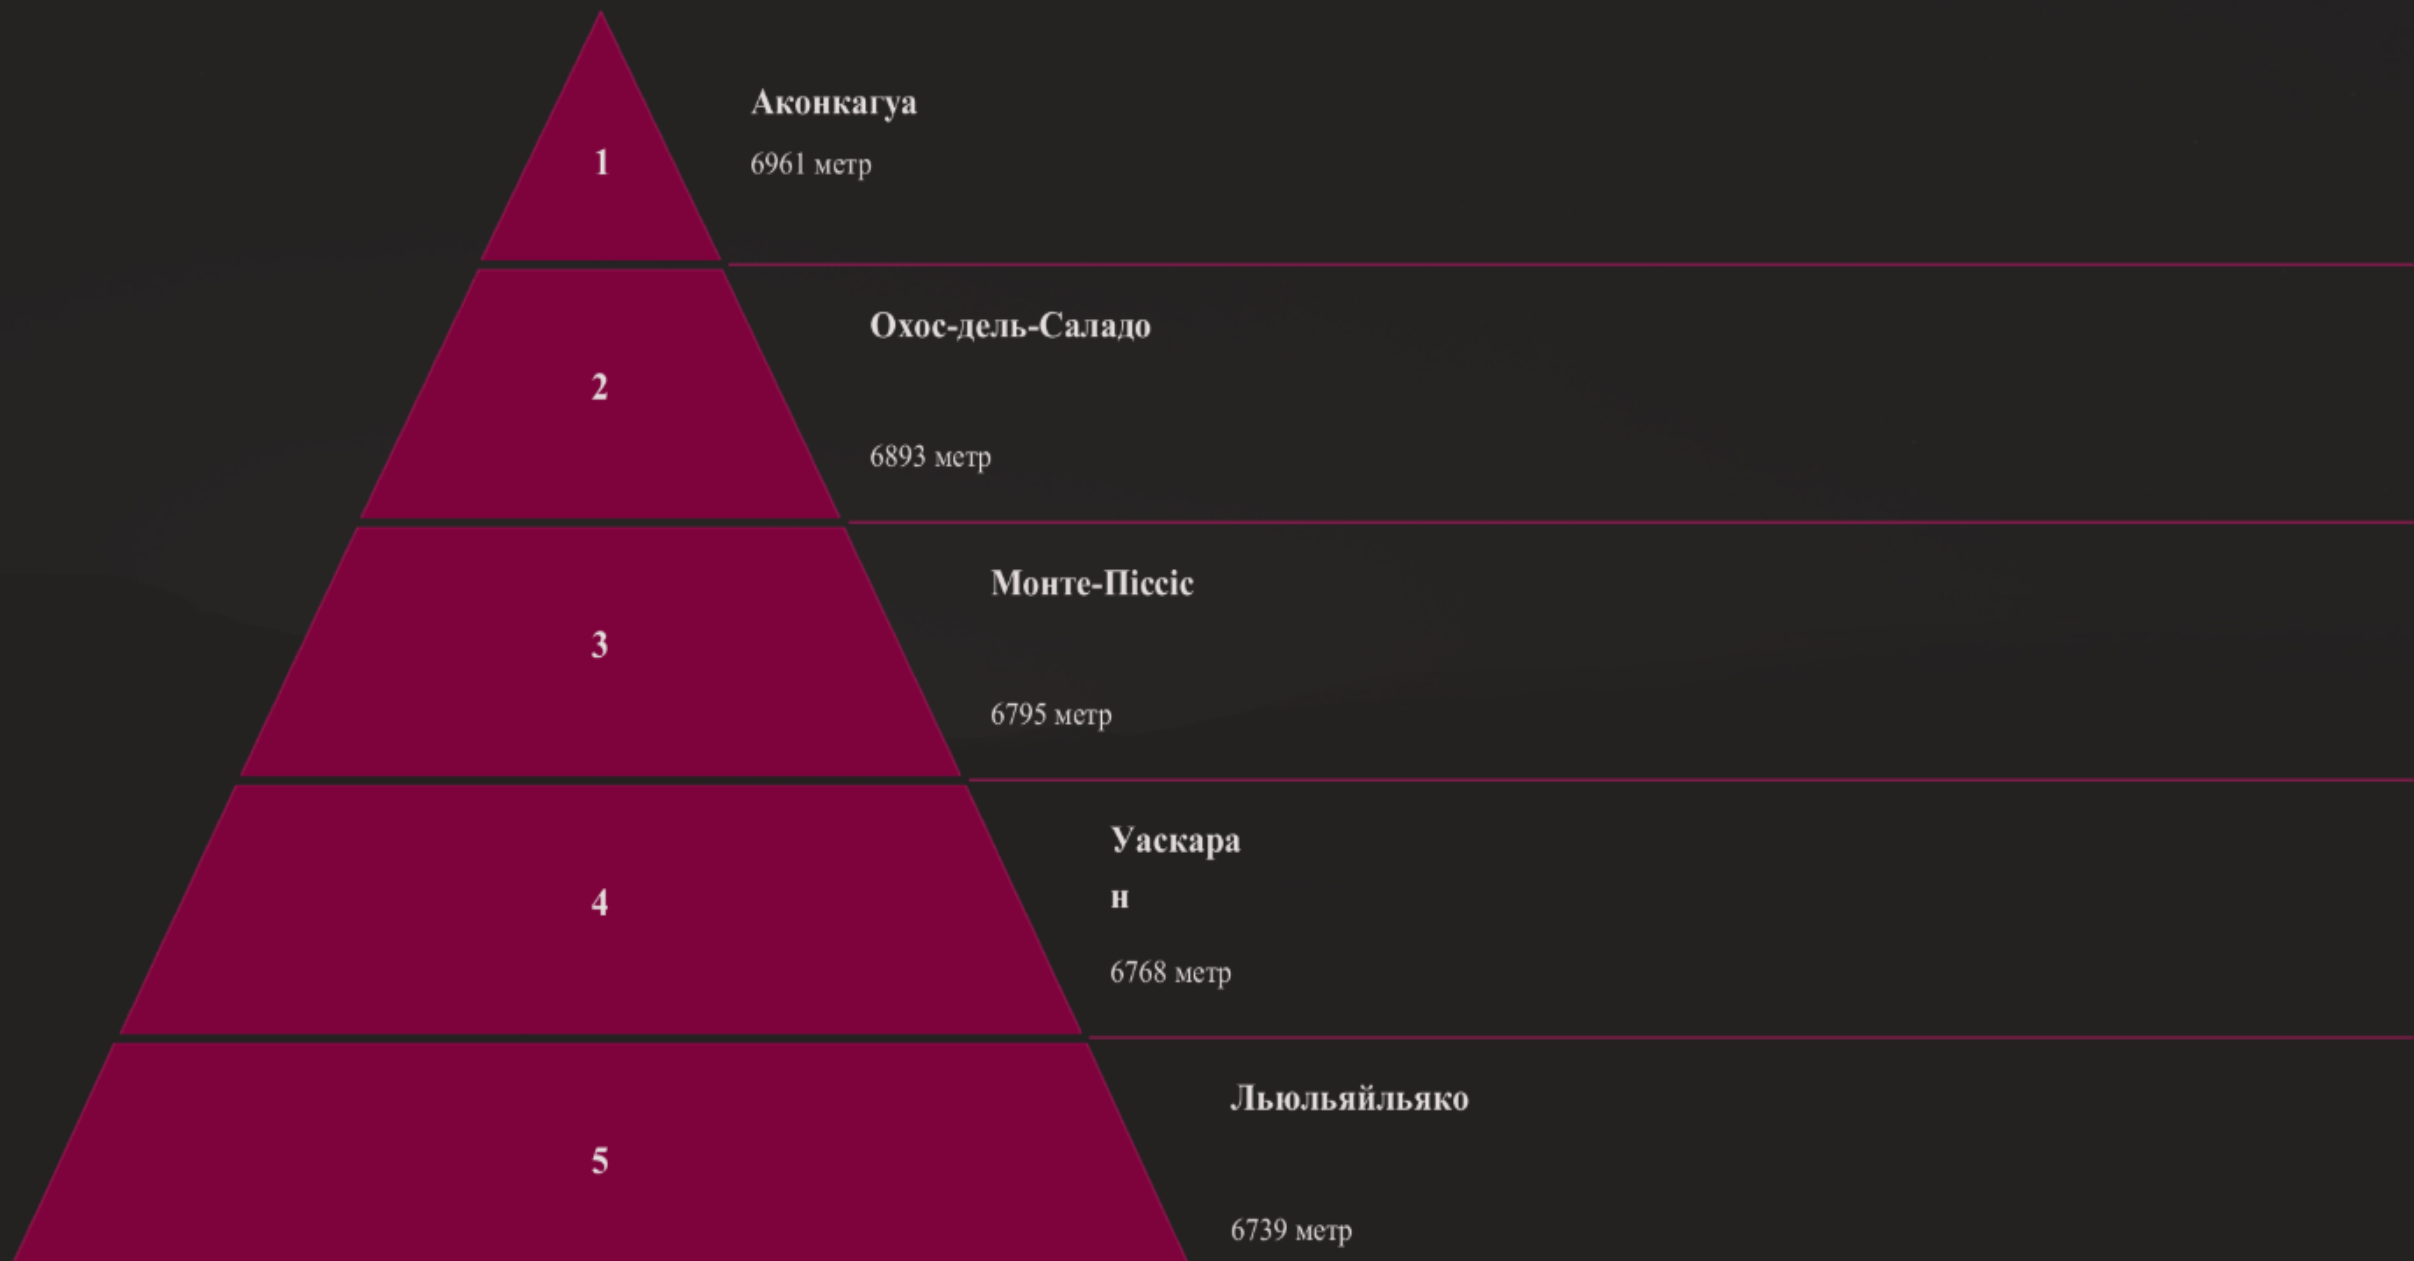 1
Аконкагуа
6961 метр
2
Охос-дель-Саладо
6893 метр
3
Монте-Піссіс
6795 метр
4
Уаскара
н
6768 метр
5
Льюльяйльяко
6739 метр